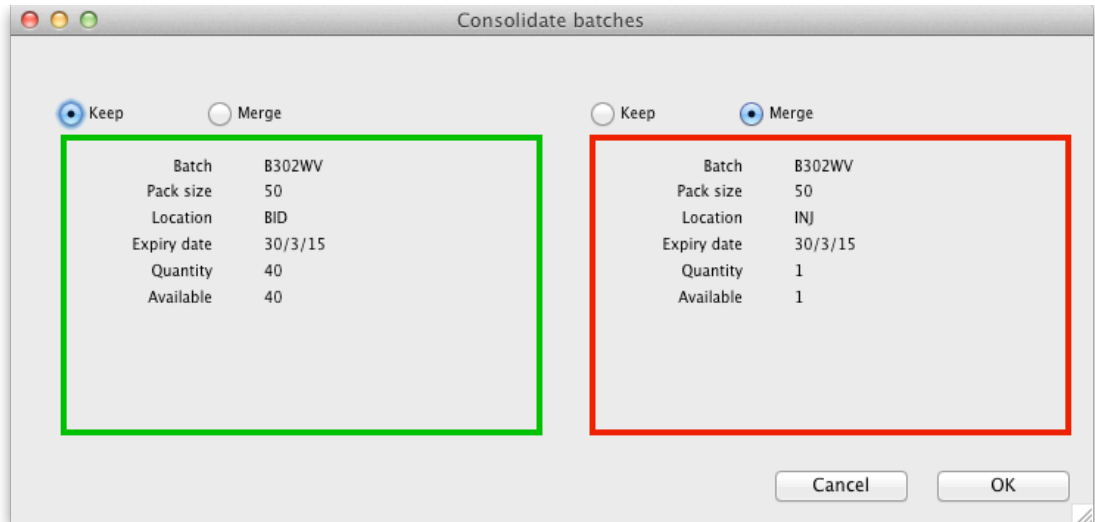 Consolidate batches
Keep Merge
Batch B302WV
Pack size 50
Location BID
Expiry date 30/3/15
Quantity 40
Available 40
Keep Merge
Batch B302WV
Pack size 50
Location INJ
Expiry date 30/3/15
Quantity 1
Available 1
Cancel OK